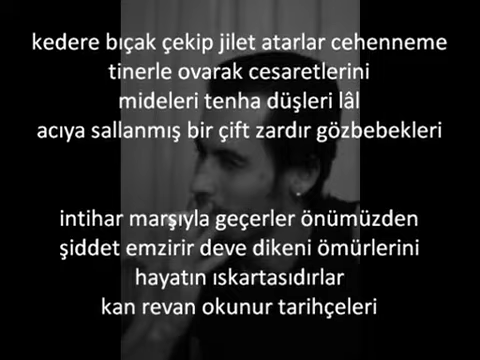 kedere bıçak çekip jilet atarlar cehenneme
tinerle ovarak cesaretlerini
mideleri tenha düşleri lâl
acıya sallanmış bir çift zardır gözbebekleri
intihar marşıyla geçerler önümüzden
şiddet emzirir deve dikeni ömürlerini
hayatın ıskartasıdırlar
kan revan okunur tarihçeleri